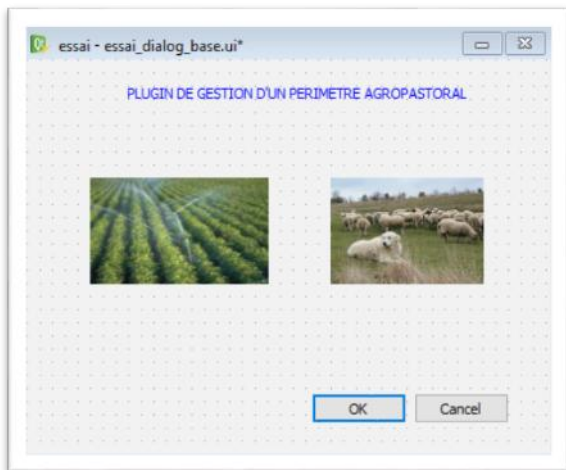 essai - essai_dialog_base.ui*
PLUGIN DE GESTION D'UN PERIMETRE AGROPASTORAL
OK Cancel